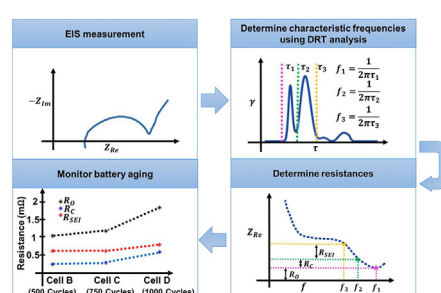 EIS measurement
−Z_Im
Z_Re
Determine characteristic frequencies
using DRT analysis
τ₁ τ₂ τ₃
γ
τ
f₁ = 1/2πτ₁
f₂ = 1/2πτ₂
f₃ = 1/2πτ₃
Monitor battery aging
Resistance (mΩ)
2
1.5
1
0.5
0
R_O
R_C
R_SEI
Cell B Cell C Cell D
(500 Cycles) (750 Cycles) (1000 Cycles)
Determine resistances
Z_Re
R_SEI
R_C
R_O
f₃ f₂ f₁
f